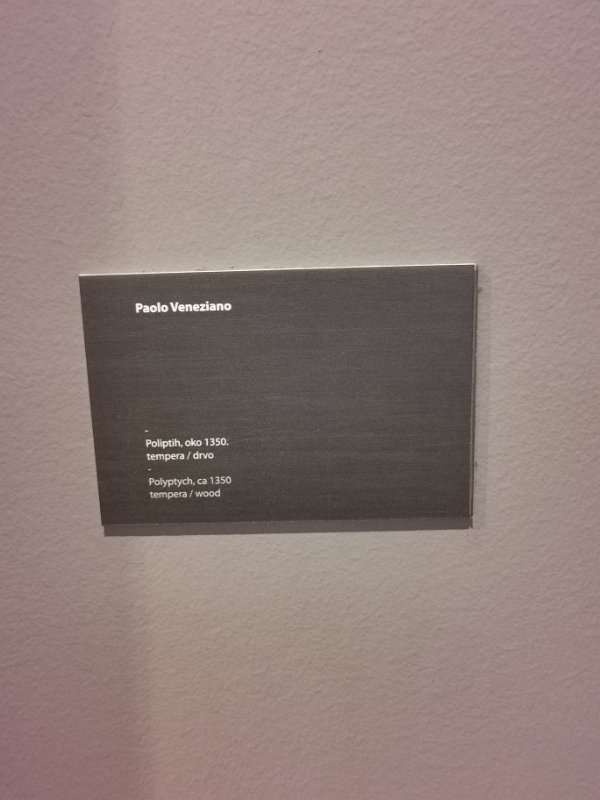 Paolo Veneziano
-
Poliptih, oko 1350.
tempera / drvo
-
Polyptych, ca 1350
tempera / wood